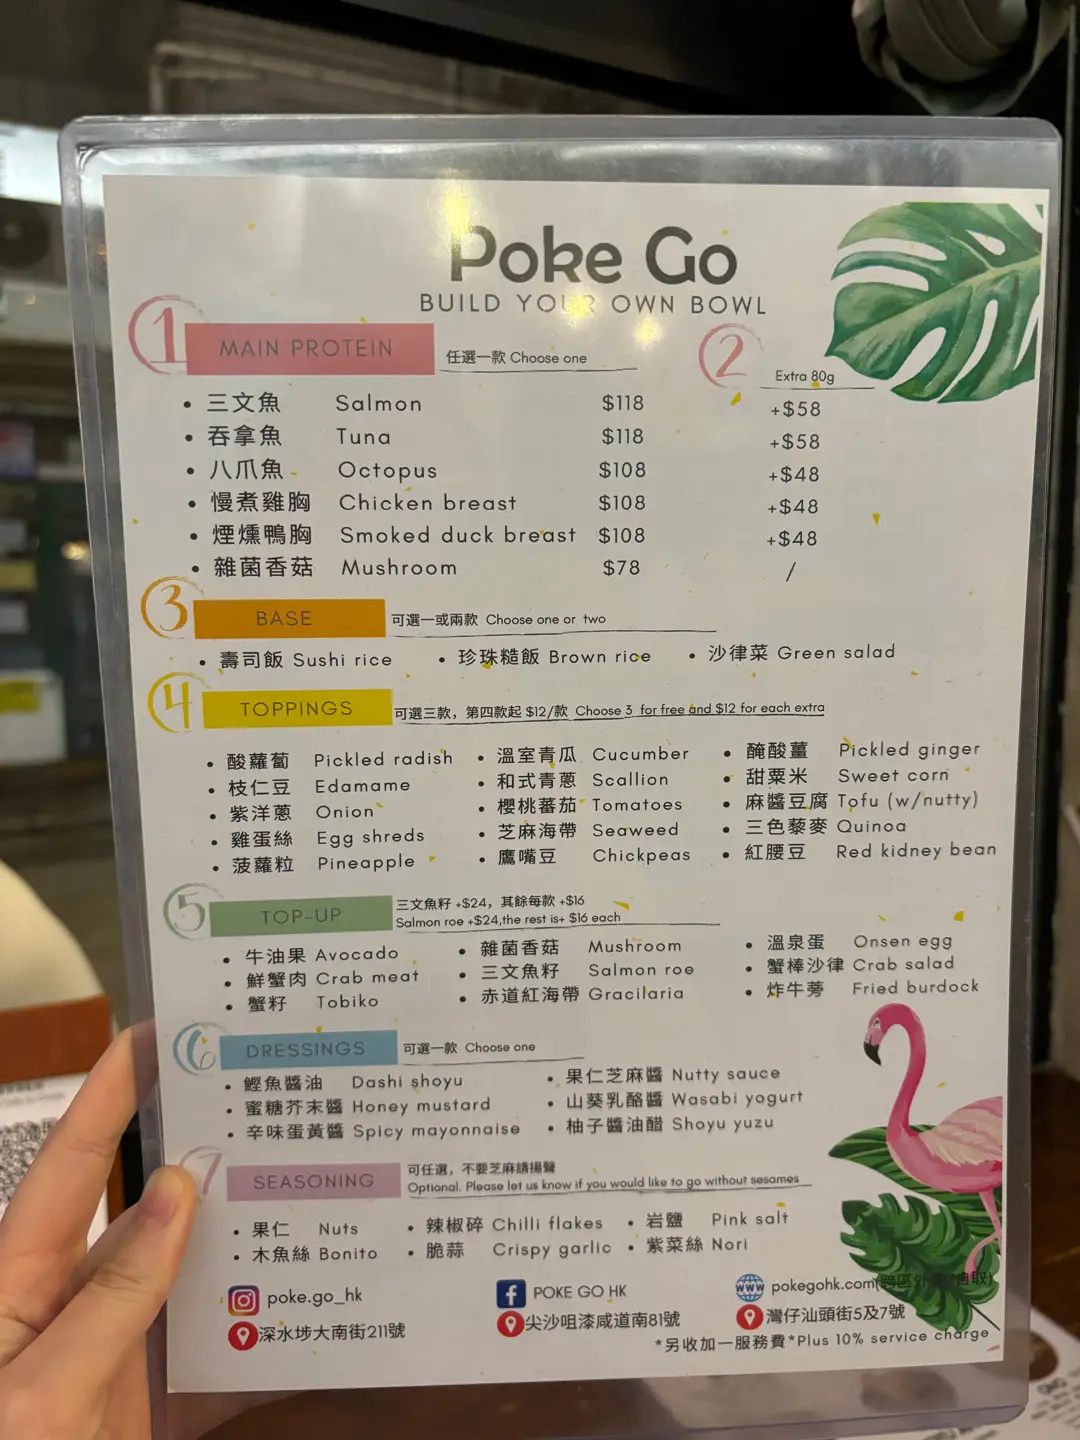 Poke Go
BUILD YOUR OWN BOWL
1 MAIN PROTEIN 任選一款 Choose one 2 Extra 80g
• 三文魚 Salmon $118 +$58
• 吞拿魚 Tuna $118 +$58
• 八爪魚 Octopus $108 +$48
• 慢煮雞胸 Chicken breast $108 +$48
• 煙燻鴨胸 Smoked duck breast $108 +$48
• 雜菌香菇 Mushroom $78 /
3 BASE 可選一或兩款 Choose one or two
• 壽司飯 Sushi rice • 珍珠糙飯 Brown rice • 沙律菜 Green salad
4 TOPPINGS 可選三款，第四款起 $12/款 Choose 3 for free and $12 for each extra
• 酸蘿蔔 Pickled radish • 溫室青瓜 Cucumber • 醃酸薑 Pickled ginger
• 枝仁豆 Edamame • 和式青蔥 Scallion • 甜粟米 Sweet corn
• 紫洋蔥 Onion • 櫻桃蕃茄 Tomatoes • 麻醬豆腐 Tofu (w/nutty)
• 雞蛋絲 Egg shreds • 芝麻海帶 Seaweed • 三色藜麥 Quinoa
• 菠蘿粒 Pineapple • 鷹嘴豆 Chickpeas • 紅腰豆 Red kidney bean
5 TOP-UP 三文魚籽 +$24，其餘每款 +$16
Salmon roe +$24,the rest is+ $16 each
• 牛油果 Avocado • 雜菌香菇 Mushroom • 溫泉蛋 Onsen egg
• 鮮蟹肉 Crab meat • 三文魚籽 Salmon roe • 蟹棒沙律 Crab salad
• 蟹籽 Tobiko • 赤道紅海帶 Gracilaria • 炸牛蒡 Fried burdock
6 DRESSINGS 可選一款 Choose one
• 鰹魚醬油 Dashi shoyu • 果仁芝麻醬 Nutty sauce
• 蜜糖芥末醬 Honey mustard • 山葵乳酪醬 Wasabi yogurt
• 辛味蛋黃醬 Spicy mayonnaise • 柚子醬油醋 Shoyu yuzu
7 SEASONING 可任選，不要芝麻請揚聲
Optional. Please let us know if you would like to go without sesames
• 果仁 Nuts • 辣椒碎 Chilli flakes • 岩鹽 Pink salt
• 木魚絲 Bonito • 脆蒜 Crispy garlic • 紫菜絲 Nori
poke.go_hk POKE GO HK pokegohk.com(跨區外賣自取)
深水埗大南街211號 尖沙咀漆咸道南81號 灣仔汕頭街5及7號
*另收加一服務費*Plus 10% service charge